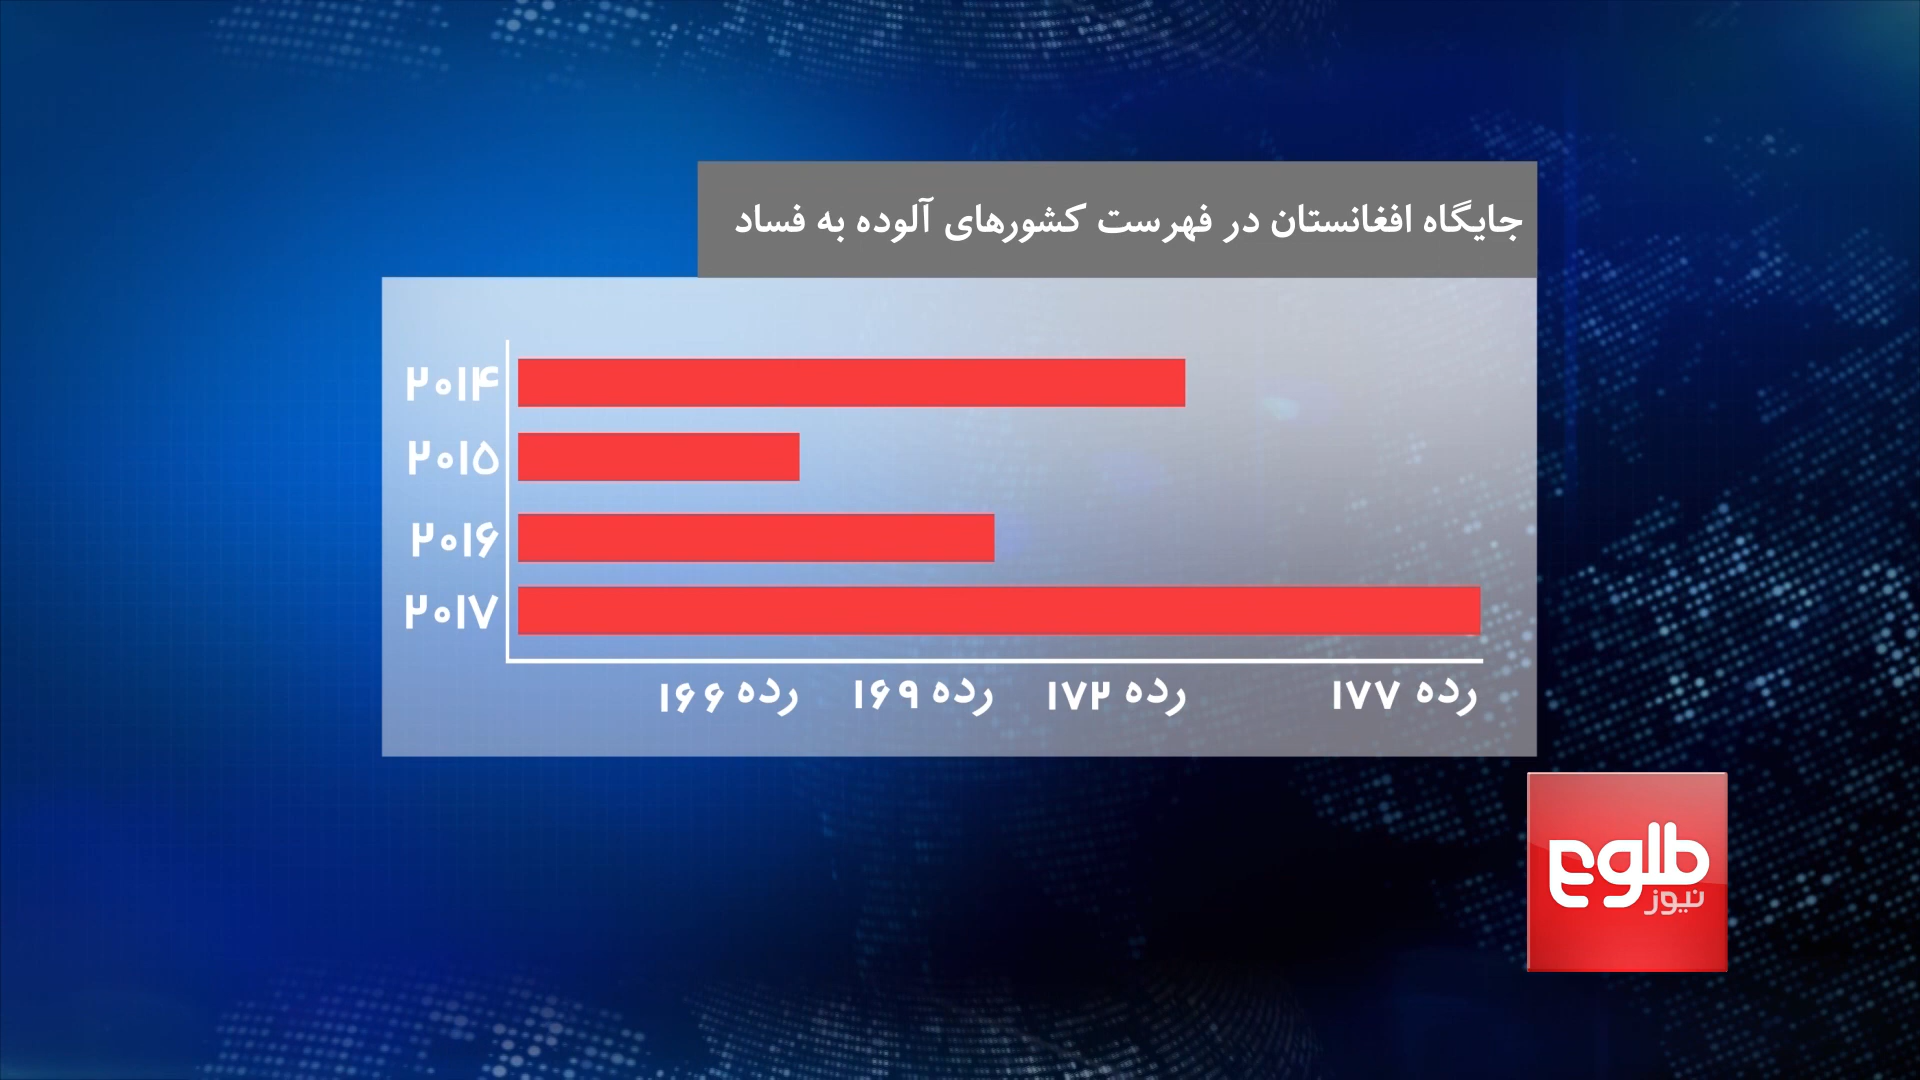 جایگاه افغانستان در فهرست کشورهای آلوده به فساد
۲۰۱۴
۲۰۱۵
۲۰۱۶
۲۰۱۷
رده ۱۶۶
رده ۱۶۹
رده ۱۷۲
رده ۱۷۷
طلوع
نیوز